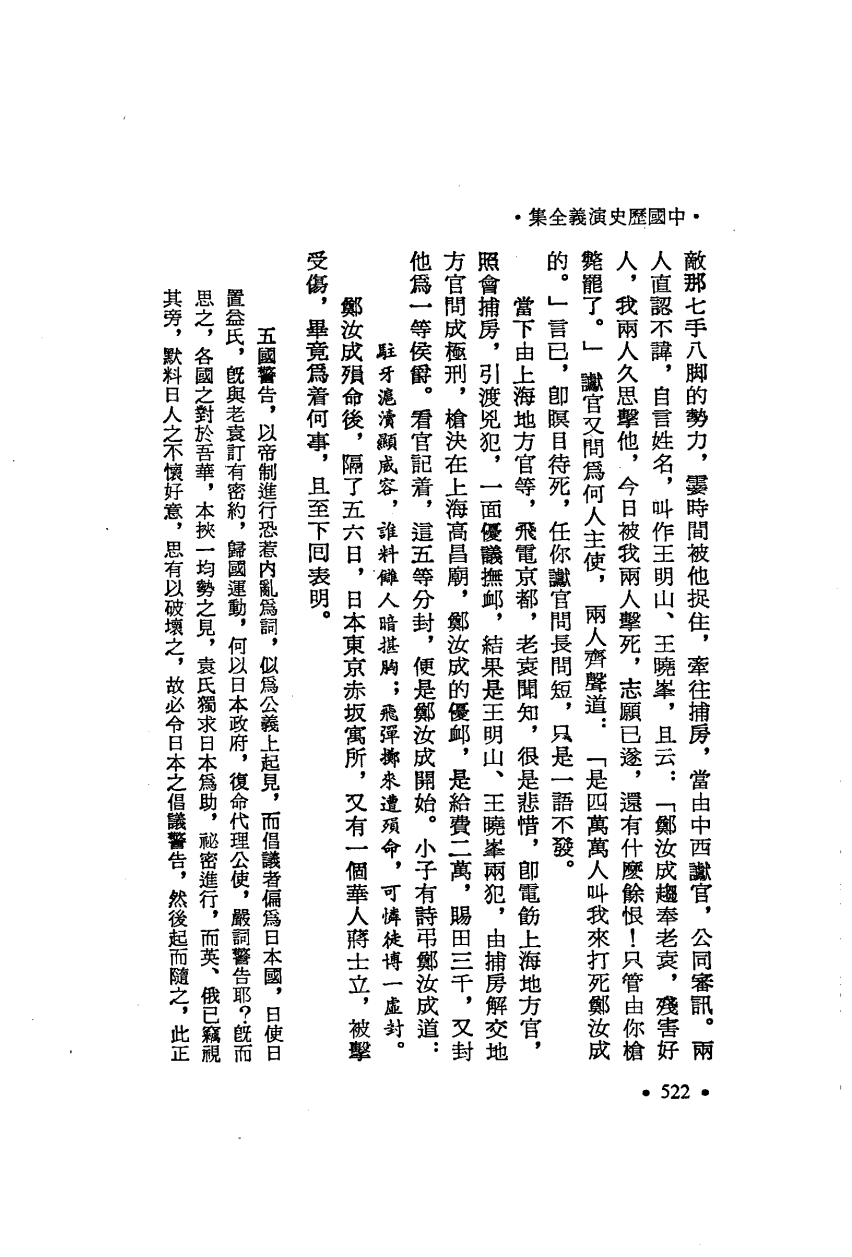 •中國歷史演義全集•
敵那七手八脚的勢力，霎時間被他捉住，牽往捕房，當由中西讞官，公同審訊。兩
人直認不諱，自言姓名，叫作王明山、王曉峯，且云：「鄭汝成趨奉老袁，殘害好
人，我兩人久思擊他，今日被我兩人擊死，志願已遂，還有什麼餘恨！只管由你槍
斃罷了。」讞官又問爲何人主使，兩人齊聲道：「是四萬萬人叫我來打死鄭汝成
的。」言已，卽瞑目待死，任你讞官問長問短，只是一語不發。
當下由上海地方官等，飛電京都，老袁聞知，很是悲惜，卽電飭上海地方官，
照會捕房，引渡兇犯，一面優議撫卹，結果是王明山、王曉峯兩犯，由捕房解交地
方官問成極刑，槍決在上海高昌廟，鄭汝成的優卹，是給費二萬，賜田三千，又封
他爲一等侯爵。看官記着，這五等分封，便是鄭汝成開始。小子有詩弔鄭汝成道：
駐牙滬瀆顯威容，誰料讎人暗揕胸；飛彈擲來遭殞命，可憐徒博一虛封。
鄭汝成殞命後，隔了五六日，日本東京赤坂寓所，又有一個華人蔣士立，被擊
受傷，畢竟爲着何事，且至下回表明。
五國警告，以帝制進行恐惹內亂爲詞，似爲公義上起見，而倡議者偏爲日本國，日使日
置益氏，旣與老袁訂有密約，歸國運動，何以日本政府，復命代理公使，嚴詞警告耶？旣而
思之，各國之對於吾華，本挾一均勢之見，袁氏獨求日本爲助，祕密進行，而英、俄已竊視
其旁，默料日人之不懷好意，思有以破壞之，故必令日本之倡議警告，然後起而隨之，此正
• 522 •